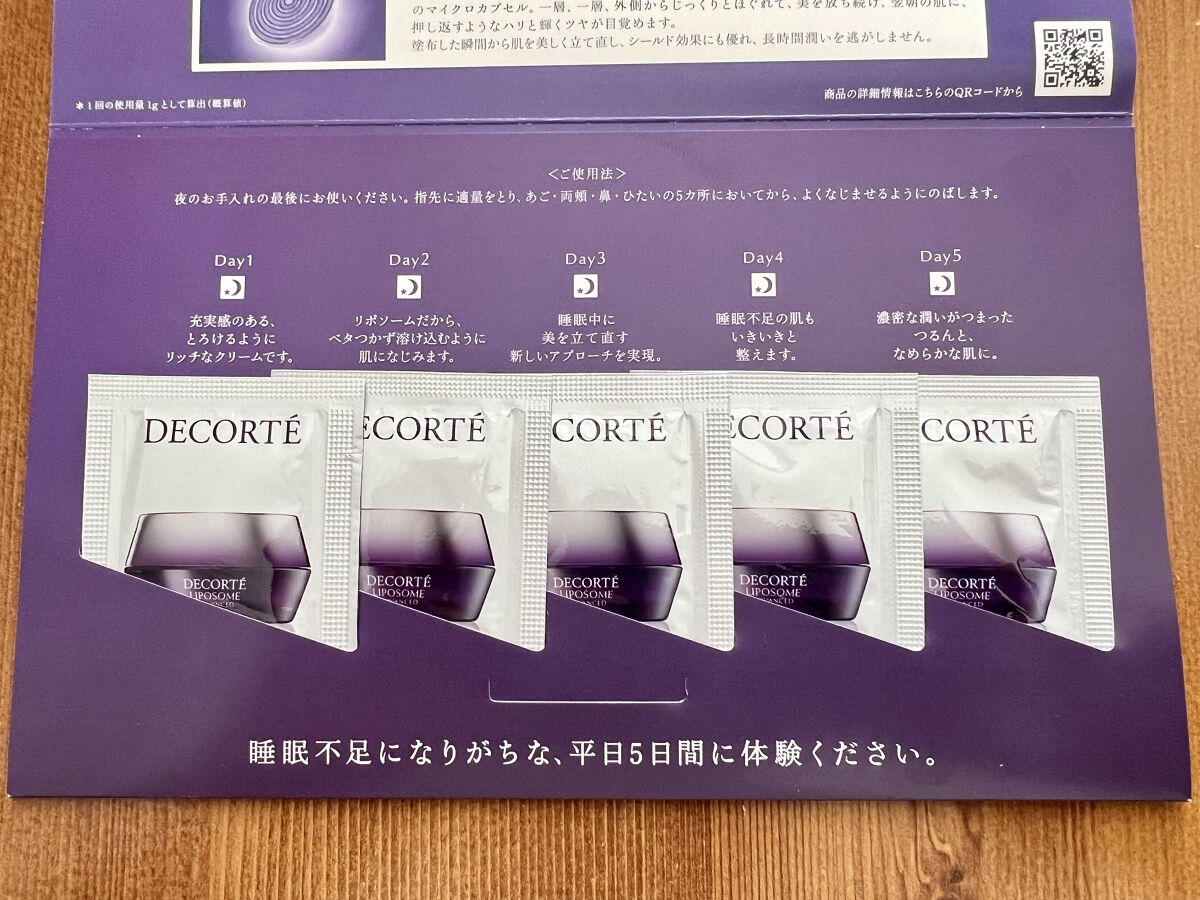 のマイクロカプセル。一層、一層、外側からじっくりとほぐれて、美を放ち続け、翌朝の肌に、
押し返すようなハリと輝くツヤが目覚めます。
塗布した瞬間から肌を美しく立て直し、シールド効果にも優れ、長時間潤いを逃がしません。
＊1回の使用量1gとして算出(概算値)
商品の詳細情報はこちらのQRコードから
＜ご使用法＞
夜のお手入れの最後にお使いください。指先に適量をとり、あご・両頬・鼻・ひたいの5カ所においてから、よくなじませるようにのばします。
Day1
充実感のある、
とろけるように
リッチなクリームです。
Day2
リポソームだから、
ベタつかず溶け込むように
肌になじみます。
Day3
睡眠中に
美を立て直す
新しいアプローチを実現。
Day4
睡眠不足の肌も
いきいきと
整えます。
Day5
濃密な潤いがつまった
つるんと、
なめらかな肌に。
DECORTÉ
ECORTÉ
CORTÉ
ECORTÉ
CORTÉ
DECORTÉ
LIPOSOME
DECORTÉ
LIPOSOME
DECORTÉ
LIPOSOME
DECORTÉ
LIPOSOME
DECORTÉ
LIPOSOME
睡眠不足になりがちな、平日5日間に体験ください。